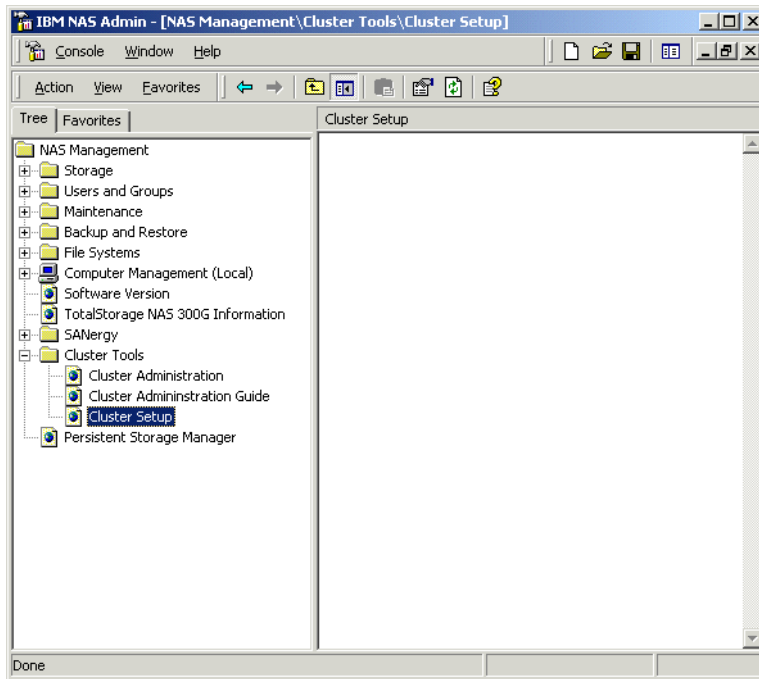 IBM NAS Admin - [NAS Management\Cluster Tools\Cluster Setup]
Console Window Help
Action View Favorites
Tree Favorites
Cluster Setup
NAS Management
Storage
Users and Groups
Maintenance
Backup and Restore
File Systems
Computer Management (Local)
Software Version
TotalStorage NAS 300G Information
SANergy
Cluster Tools
Cluster Administration
Cluster Admininstration Guide
Cluster Setup
Persistent Storage Manager
Done